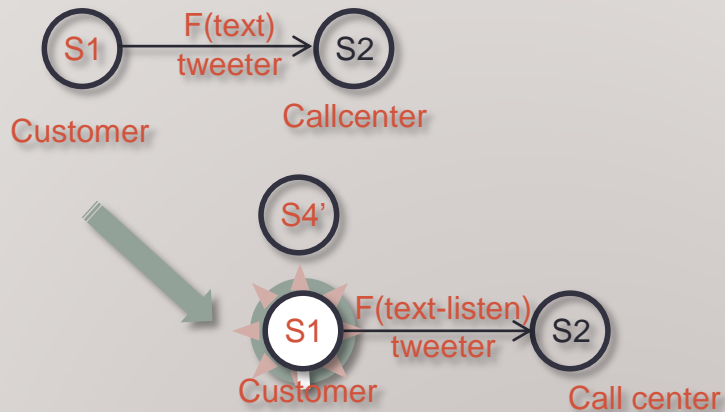 F(text)
S1
S2
tweeter
Customer
Callcenter
S4'
F(text-listen)
S1
S2
tweeter
Customer
Call center